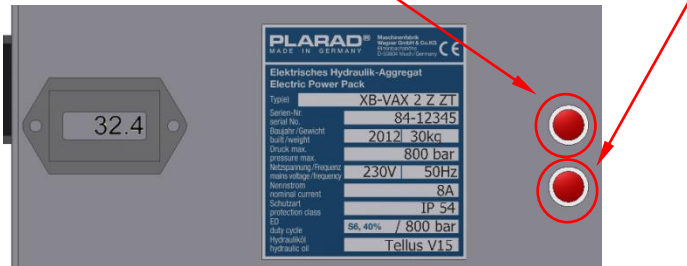 32.4
PLARAD®
MADE IN GERMANY
Maschinenfabrik
Wagner GmbH & Co.KG
CE
Elektrisches Hydraulik-Aggregat
Electric Power Pack
Type(e) XB-VAX 2 Z ZT
Serien-Nr.
serial No. 84-12345
Baujahr/Gewicht
built/weight 2012 30kg
Druck max.
pressure max. 800 bar
Netzspannung/Frequenz
mains voltage/frequency 230V 50Hz
Nennstrom
nominal current 8A
Schutzart
protection class IP 54
ED
duty cycle S6, 40% / 800 bar
Hydrauliköl
hydraulic oil Tellus V15